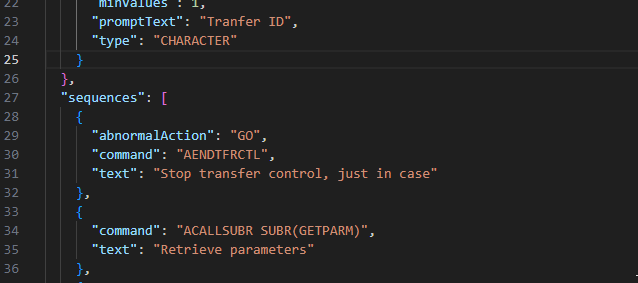 22 "minValues": 1,
23 "promptText": "Tranfer ID",
24 "type": "CHARACTER"
25 }
26 },
27 "sequences": [
28 {
29 "abnormalAction": "GO",
30 "command": "AENDTFRCTL",
31 "text": "Stop transfer control, just in case"
32 },
33 {
34 "command": "ACALLSUBR SUBR(GETPARM)",
35 "text": "Retrieve parameters"
36 },